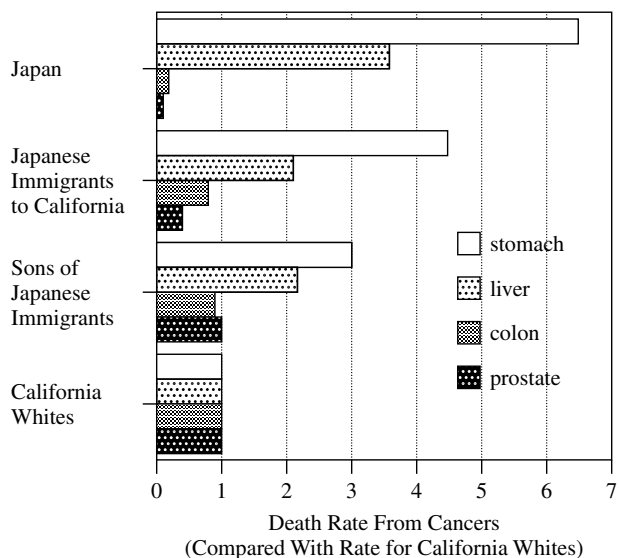 Japan
Japanese
Immigrants
to California
Sons of
Japanese
Immigrants
California
Whites
stomach
liver
colon
prostate
0 1 2 3 4 5 6 7
Death Rate From Cancers
(Compared With Rate for California Whites)